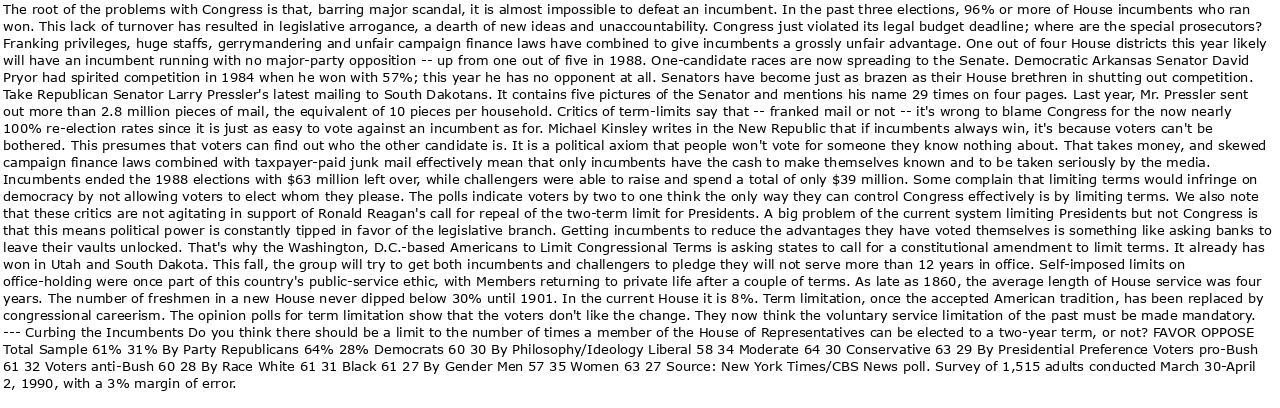 The root of the problems with Congress is that, barring major scandal, it is almost impossible to defeat an incumbent. In the past three elections, 96% or more of House incumbents who ran
won. This lack of turnover has resulted in legislative arrogance, a dearth of new ideas and unaccountability. Congress just violated its legal budget deadline; where are the special prosecutors?
Franking privileges, huge staffs, gerrymandering and unfair campaign finance laws have combined to give incumbents a grossly unfair advantage. One out of four House districts this year likely
will have an incumbent running with no major-party opposition -- up from one out of five in 1988. One-candidate races are now spreading to the Senate. Democratic Arkansas Senator David
Pryor had spirited competition in 1984 when he won with 57%; this year he has no opponent at all. Senators have become just as brazen as their House brethren in shutting out competition.
Take Republican Senator Larry Pressler's latest mailing to South Dakotans. It contains five pictures of the Senator and mentions his name 29 times on four pages. Last year, Mr. Pressler sent
out more than 2.8 million pieces of mail, the equivalent of 10 pieces per household. Critics of term-limits say that -- franked mail or not -- it's wrong to blame Congress for the now nearly
100% re-election rates since it is just as easy to vote against an incumbent as for. Michael Kinsley writes in the New Republic that if incumbents always win, it's because voters can't be
bothered. This presumes that voters can find out who the other candidate is. It is a political axiom that people won't vote for someone they know nothing about. That takes money, and skewed
campaign finance laws combined with taxpayer-paid junk mail effectively mean that only incumbents have the cash to make themselves known and to be taken seriously by the media.
Incumbents ended the 1988 elections with $63 million left over, while challengers were able to raise and spend a total of only $39 million. Some complain that limiting terms would infringe on
democracy by not allowing voters to elect whom they please. The polls indicate voters by two to one think the only way they can control Congress effectively is by limiting terms. We also note
that these critics are not agitating in support of Ronald Reagan's call for repeal of the two-term limit for Presidents. A big problem of the current system limiting Presidents but not Congress is
that this means political power is constantly tipped in favor of the legislative branch. Getting incumbents to reduce the advantages they have voted themselves is something like asking banks to
leave their vaults unlocked. That's why the Washington, D.C.-based Americans to Limit Congressional Terms is asking states to call for a constitutional amendment to limit terms. It already has
won in Utah and South Dakota. This fall, the group will try to get both incumbents and challengers to pledge they will not serve more than 12 years in office. Self-imposed limits on
office-holding were once part of this country's public-service ethic, with Members returning to private life after a couple of terms. As late as 1860, the average length of House service was four
years. The number of freshmen in a new House never dipped below 30% until 1901. In the current House it is 8%. Term limitation, once the accepted American tradition, has been replaced by
congressional careerism. The opinion polls for term limitation show that the voters don't like the change. They now think the voluntary service limitation of the past must be made mandatory.
--- Curbing the Incumbents Do you think there should be a limit to the number of times a member of the House of Representatives can be elected to a two-year term, or not? FAVOR OPPOSE
Total Sample 61% 31% By Party Republicans 64% 28% Democrats 60 30 By Philosophy/Ideology Liberal 58 34 Moderate 64 30 Conservative 63 29 By Presidential Preference Voters pro-Bush
61 32 Voters anti-Bush 60 28 By Race White 61 31 Black 61 27 By Gender Men 57 35 Women 63 27 Source: New York Times/CBS News poll. Survey of 1,515 adults conducted March 30-April
2, 1990, with a 3% margin of error.